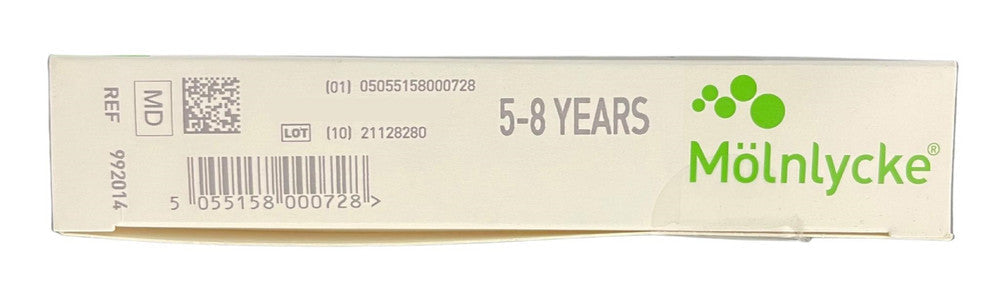 REF 992014
MD
(01) 05055158000728
LOT (10) 21128280
5 055158 000728 >
5-8 YEARS
Mölnlycke®